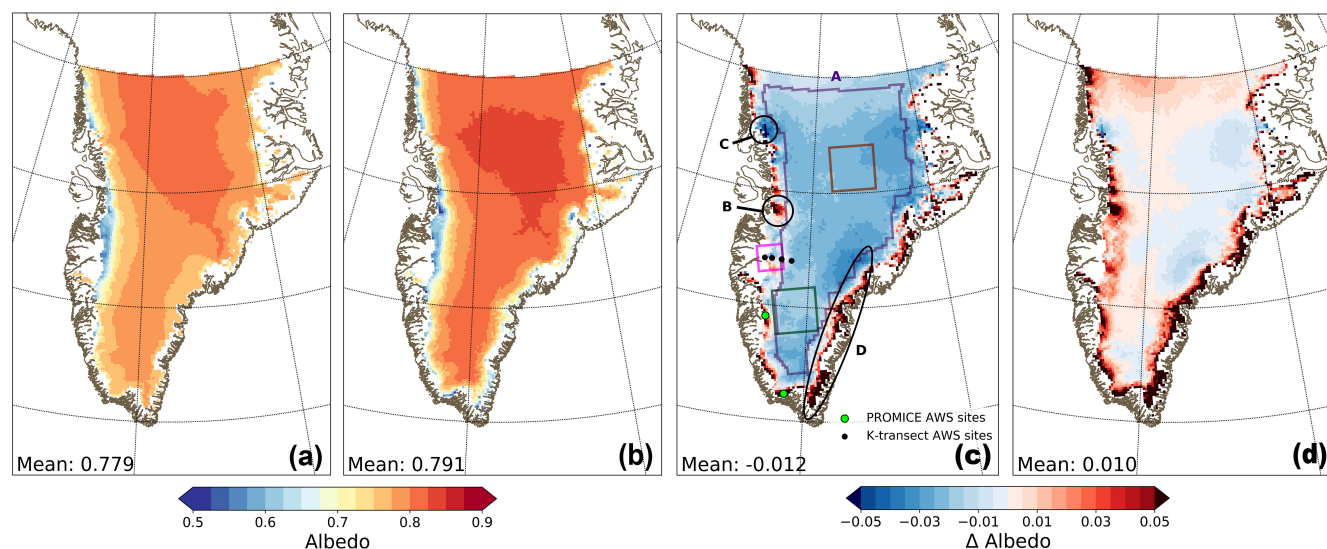 A
C
B
D
PROMICE AWS sites
K-transect AWS sites
Mean: 0.779
(a)
Mean: 0.791
(b)
Mean: -0.012
(c)
Mean: 0.010
(d)
0.5 0.6 0.7 0.8 0.9
Albedo
−0.05 −0.03 −0.01 0.01 0.03 0.05
Δ Albedo